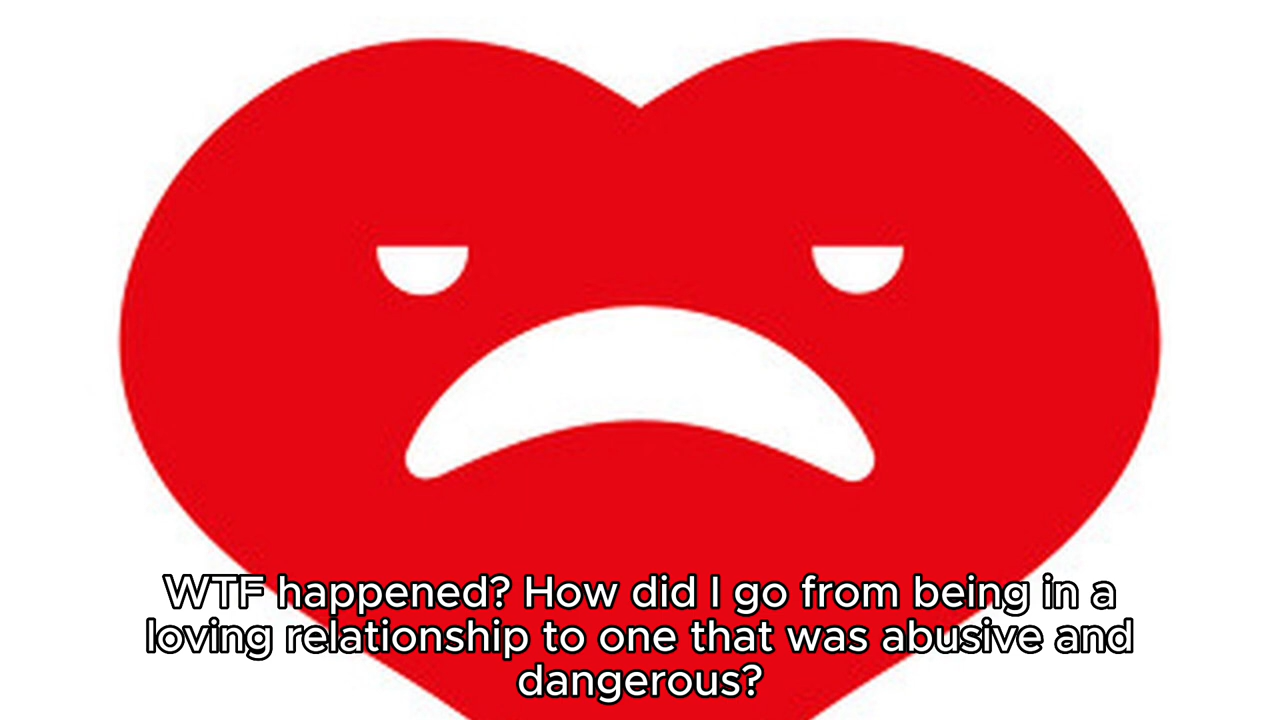 WTF happened? How did I go from being in a
loving relationship to one that was abusive and
dangerous?